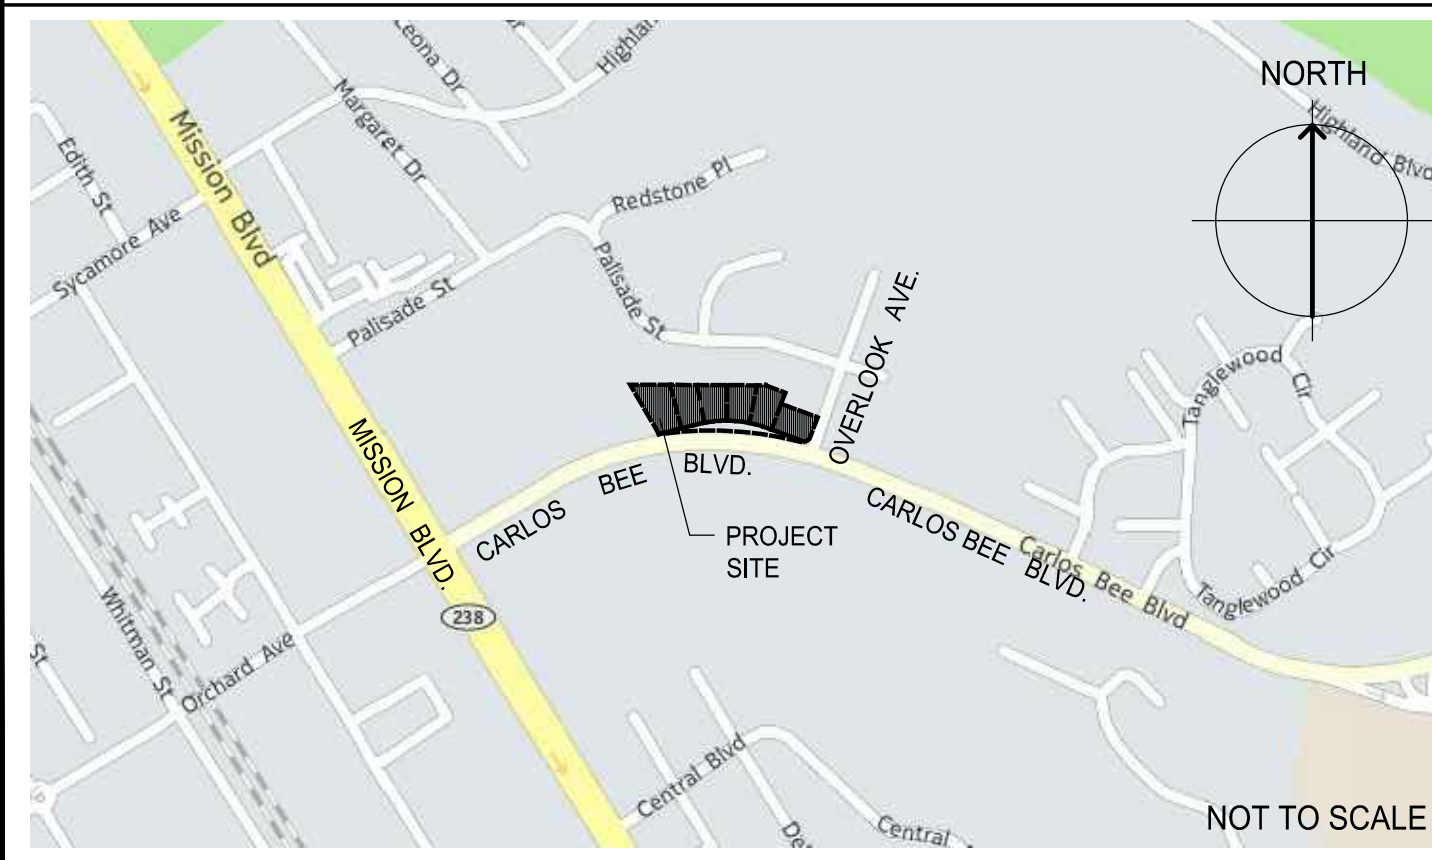 Leona Dr
Highlan
NORTH
Margaret Dr
Mission Blvd
Highland Blvd
Edith St
Redstone Pl
Sycamore Ave
Palisade St
Palisade St
OVERLOOK AVE.
Tanglewood Cir
MISSION BLVD.
CARLOS BEE BLVD.
CARLOS BEE BLVD.
PROJECT
SITE
Carlos Bee Blvd
Tanglewood Cir
Whitman St
238
St
Orchard Ave
Central Blvd
Central
NOT TO SCALE